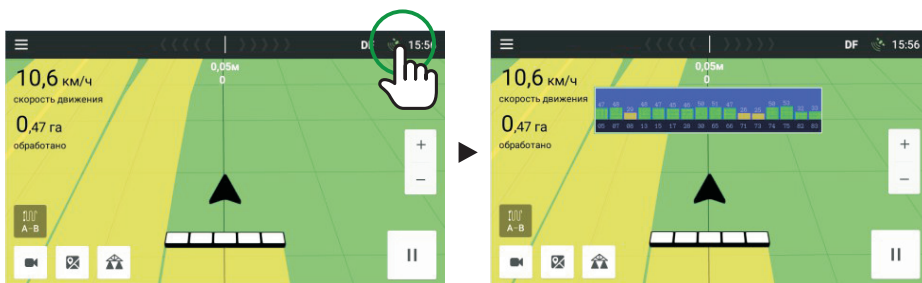 DF 15:56
0,05м
0
10,6 км/ч
скорость движения
0,47 га
обработано
+
−
A–B
DF 15:56
0,05м
0
10,6 км/ч
скорость движения
0,47 га
обработано
+
−
A–B